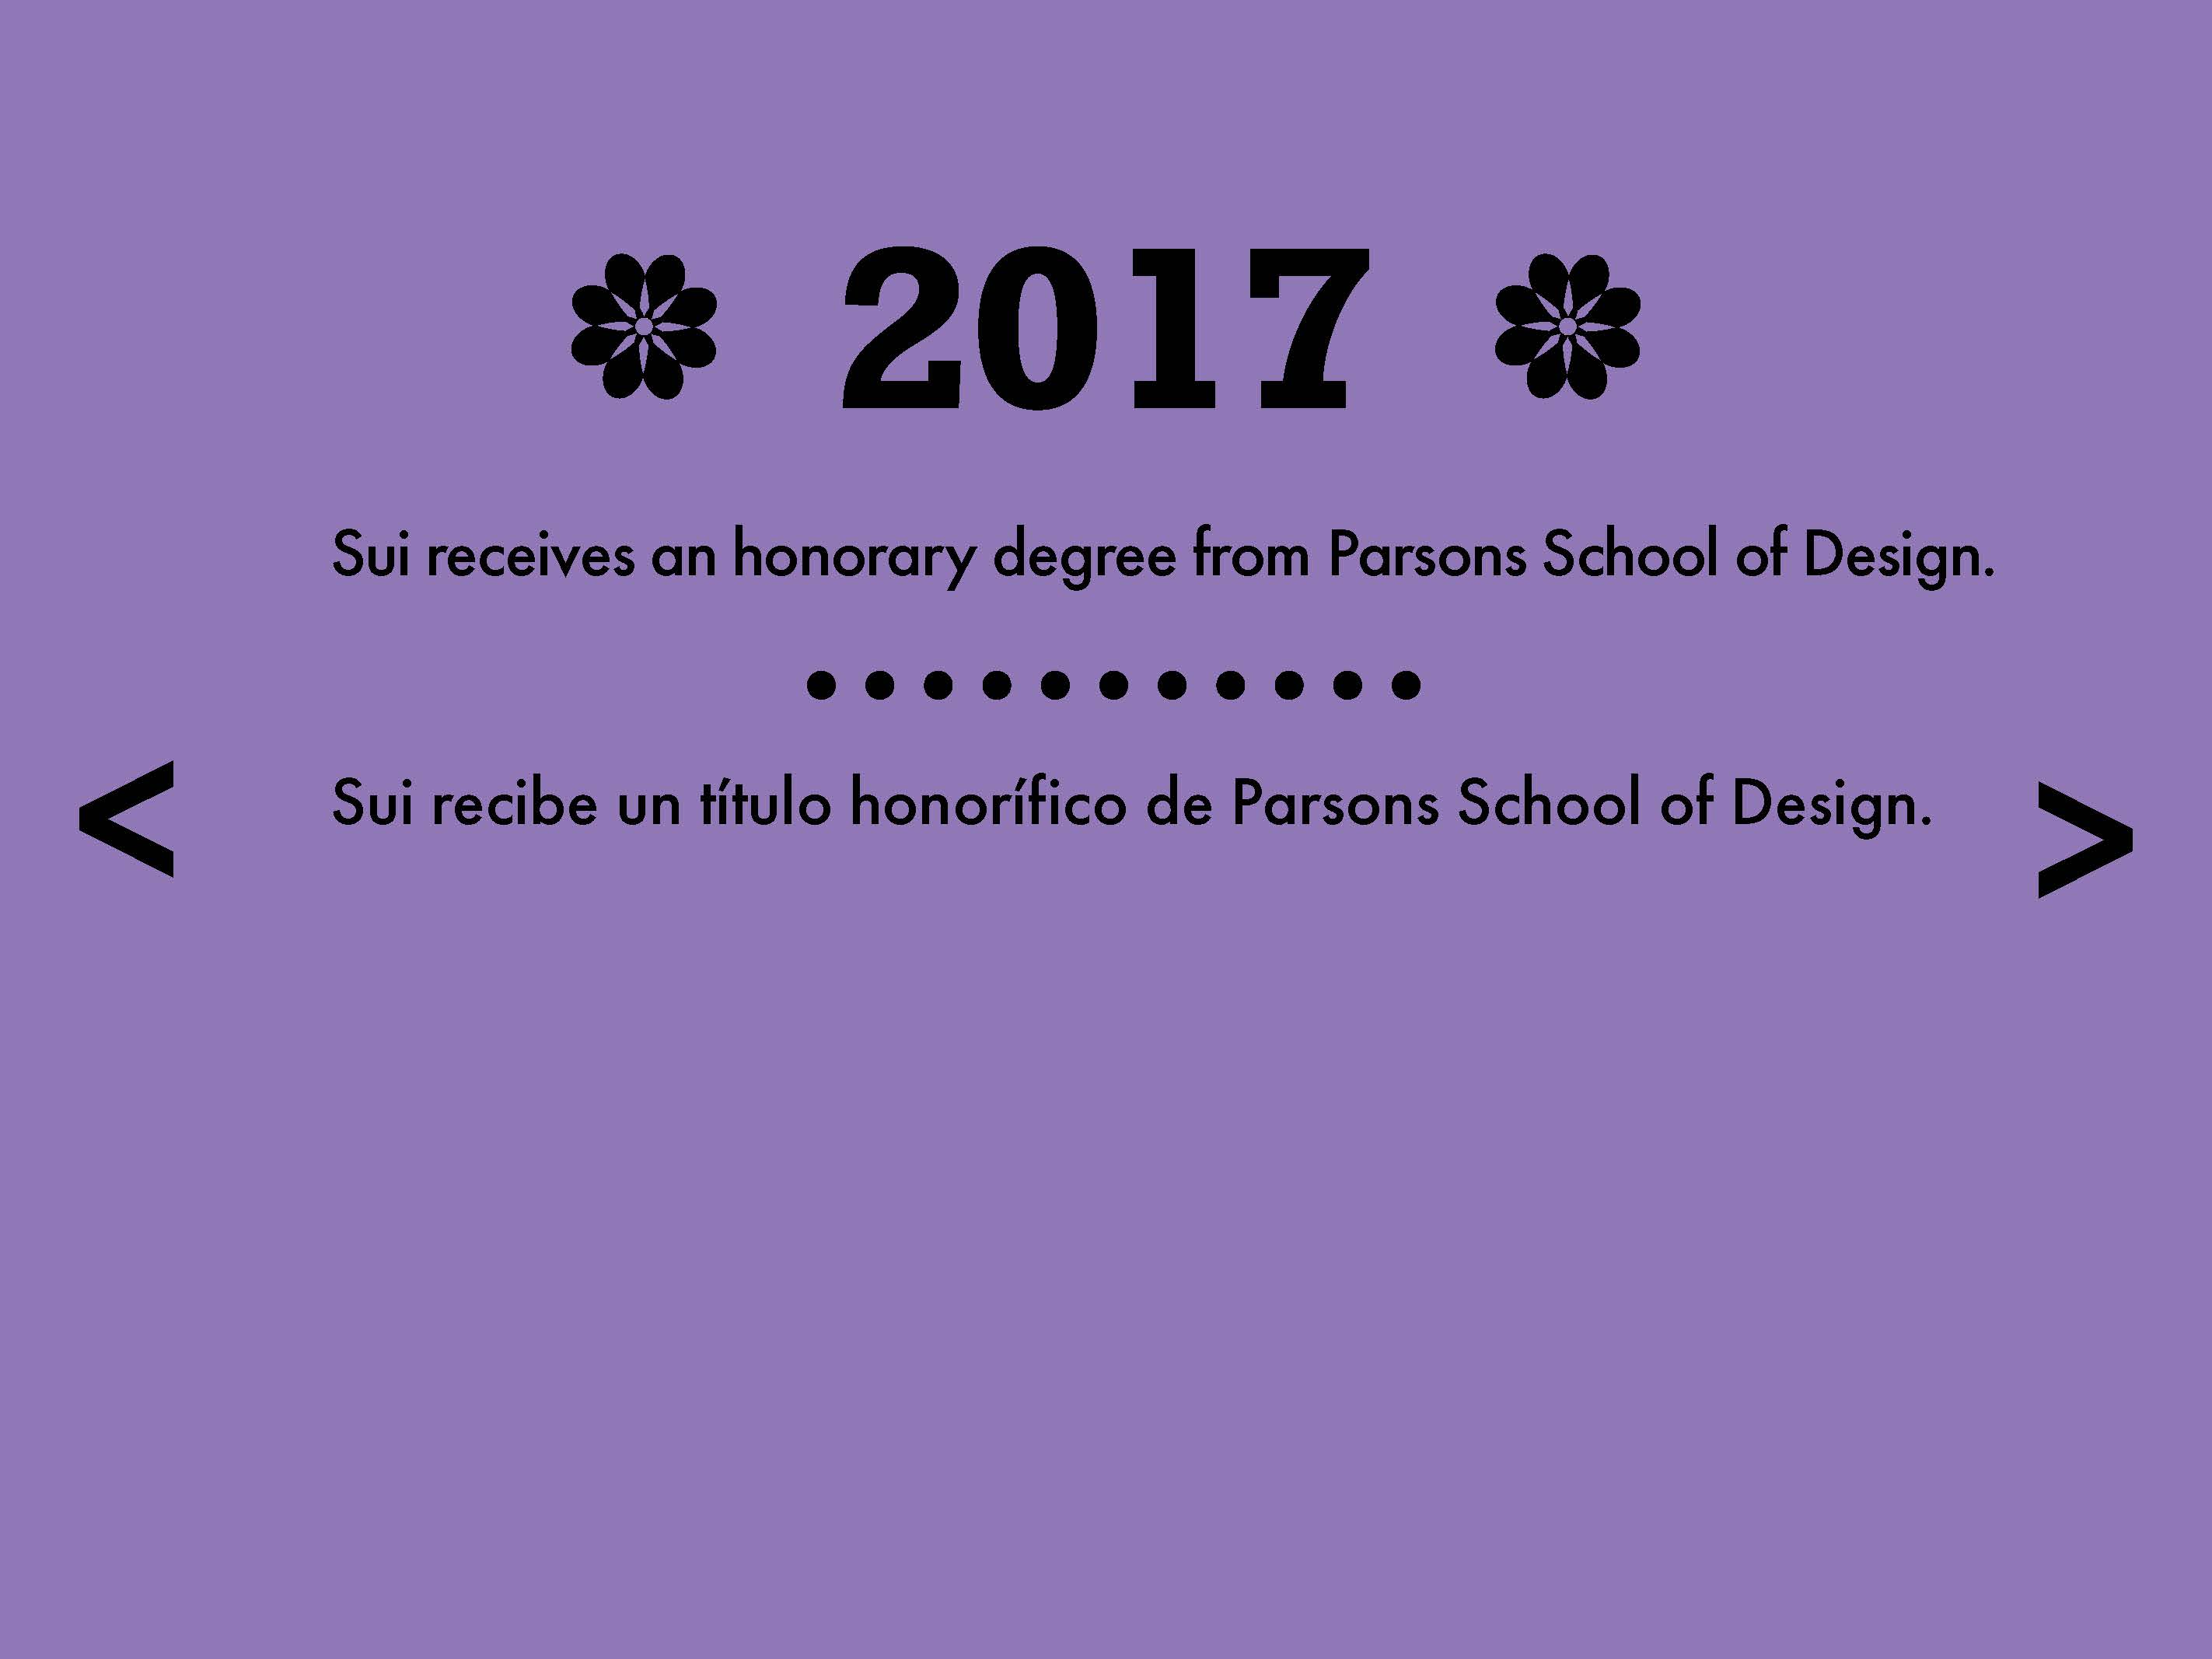 2017
Sui receives an honorary degree from Parsons School of Design.
Sui recibe un título honorífico de Parsons School of Design.
< >